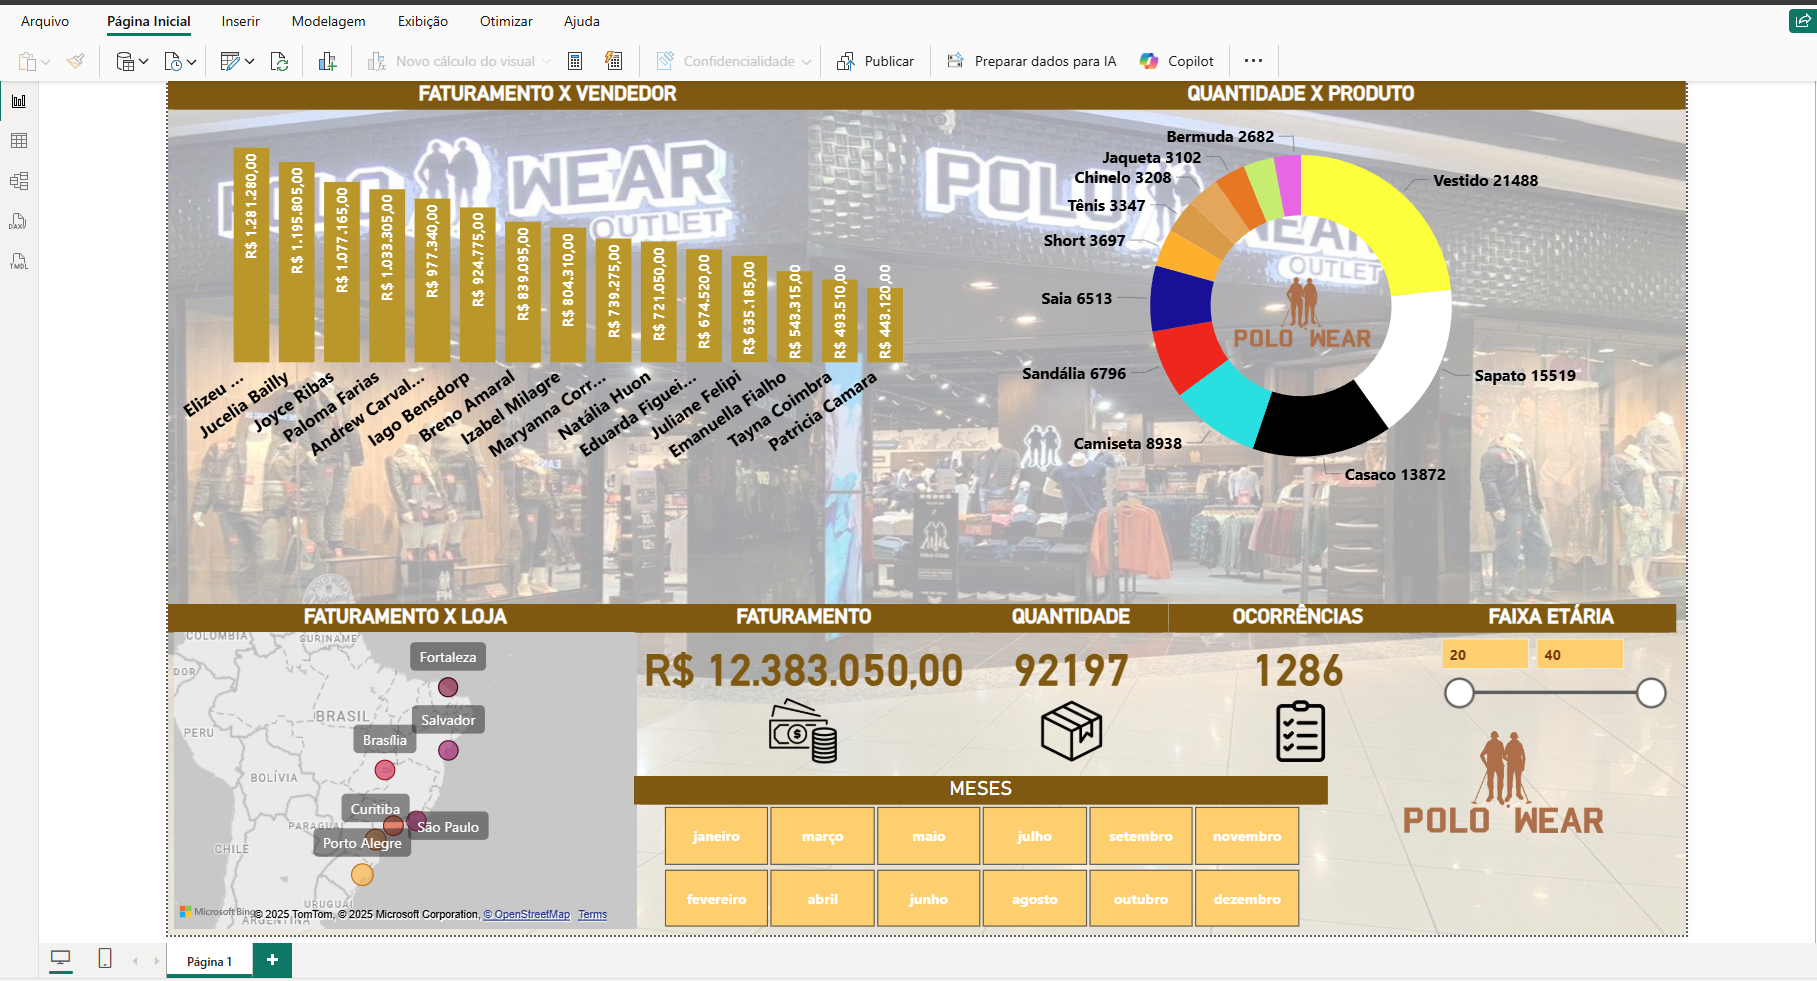 Arquivo Página Inicial Inserir Modelagem Exibição Otimizar Ajuda
Novo cálculo do visual Confidencialidade Publicar Preparar dados para IA Copilot
FATURAMENTO X VENDEDOR
QUANTIDADE X PRODUTO
POLO WEAR
OUTLET
POLO WEAR
OUTLET
R$ 1.281.280,00
R$ 1.195.805,00
R$ 1.077.165,00
R$ 1.033.305,00
R$ 977.340,00
R$ 924.775,00
R$ 839.095,00
R$ 804.310,00
R$ 739.275,00
R$ 721.050,00
R$ 674.520,00
R$ 635.185,00
R$ 543.315,00
R$ 493.510,00
R$ 443.120,00
Elizeu ...
Jucelia Bailly
Joyce Ribas
Paloma Farias
Andrew Carval...
Iago Bensdorp
Breno Amaral
Izabel Milagre
Maryanna Corr...
Natália Huon
Eduarda Figuei...
Juliane Felipi
Emanuella Fialho
Tayna Coimbra
Patricia Camara
Bermuda 2682
Jaqueta 3102
Chinelo 3208
Tênis 3347
Short 3697
Saia 6513
Sandália 6796
Camiseta 8938
Casaco 13872
Sapato 15519
Vestido 21488
POLO WEAR
DAX
TMDL
FATURAMENTO X LOJA
FATURAMENTO
QUANTIDADE
OCORRÊNCIAS
FAIXA ETÁRIA
R$ 12.383.050,00
92197
1286
20
40
COLÔMBIA
SURINAME
Fortaleza
BRASIL
Salvador
PERU
Brasília
BOLÍVIA
Curitiba
PARAGUAI
São Paulo
Porto Alegre
CHILE
URUGUAI
ARGENTINA
Microsoft Bing
© 2025 TomTom, © 2025 Microsoft Corporation, © OpenStreetMap Terms
MESES
janeiro março maio julho setembro novembro
fevereiro abril junho agosto outubro dezembro
POLO WEAR
Página 1